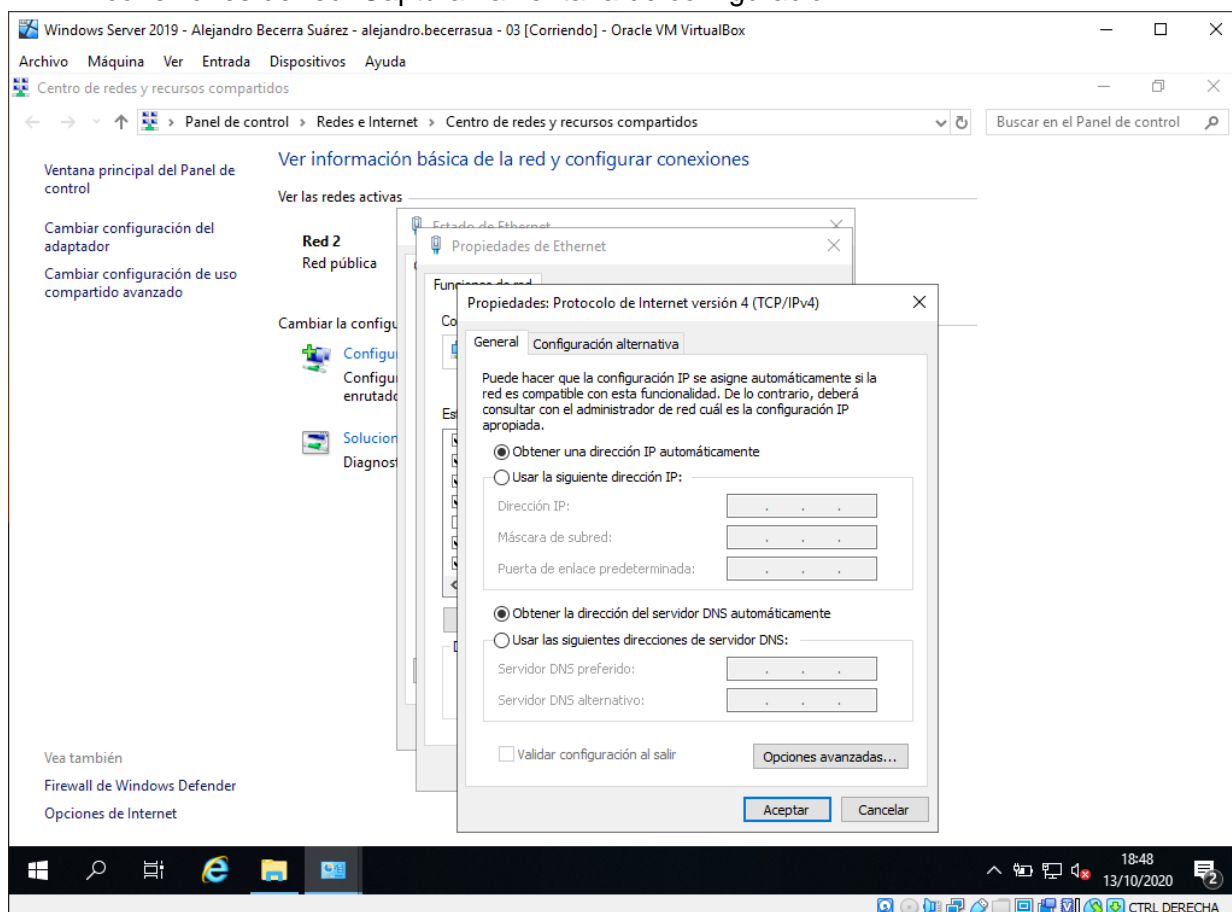 Windows Server 2019 - Alejandro Becerra Suárez - alejandro.becerrasua - 03 [Corriendo] - Oracle VM VirtualBox
Archivo Máquina Ver Entrada Dispositivos Ayuda
Centro de redes y recursos compartidos
Panel de control > Redes e Internet > Centro de redes y recursos compartidos
Buscar en el Panel de control
Ventana principal del Panel de control
Cambiar configuración del adaptador
Cambiar configuración de uso compartido avanzado
Ver información básica de la red y configurar conexiones
Ver las redes activas
Red 2
Red pública
Cambiar la configu
Configu
Configu
enrutado
Solucion
Diagnos
Estado de Ethernet
Propiedades de Ethernet
Funciones de red
Co
Es
Propiedades: Protocolo de Internet versión 4 (TCP/IPv4)
General Configuración alternativa
Puede hacer que la configuración IP se asigne automáticamente si la
red es compatible con esta funcionalidad. De lo contrario, deberá
consultar con el administrador de red cuál es la configuración IP
apropiada.
Obtener una dirección IP automáticamente
Usar la siguiente dirección IP:
Dirección IP: . . .
Máscara de subred: . . .
Puerta de enlace predeterminada: . . .
Obtener la dirección del servidor DNS automáticamente
Usar las siguientes direcciones de servidor DNS:
Servidor DNS preferido: . . .
Servidor DNS alternativo: . . .
Validar configuración al salir
Opciones avanzadas...
Aceptar Cancelar
Vea también
Firewall de Windows Defender
Opciones de Internet
18:48
13/10/2020
2
CTRL DERECHA